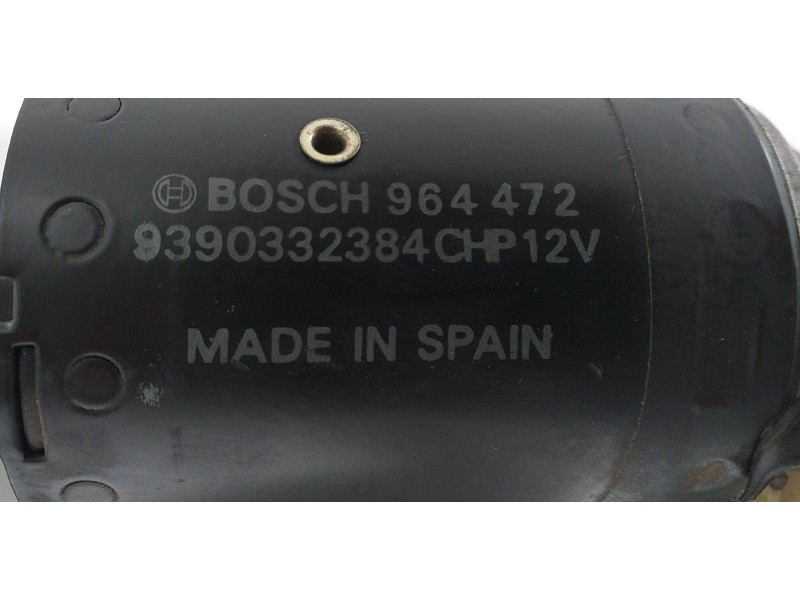 BOSCH 964 472
9390332384CHP12V
MADE IN SPAIN